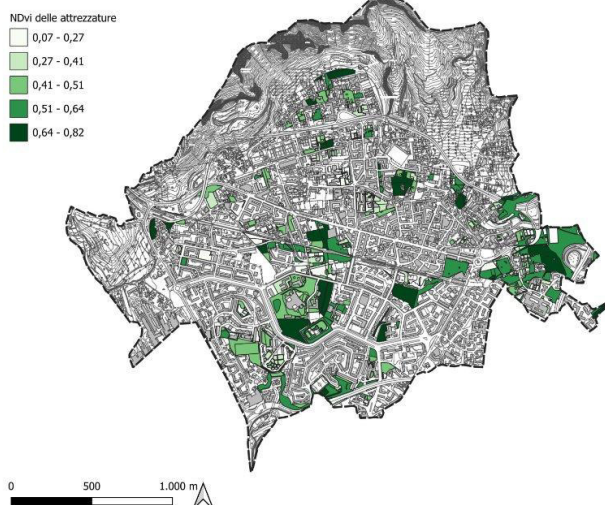 NDvi delle attrezzature
0,07 - 0,27
0,27 - 0,41
0,41 - 0,51
0,51 - 0,64
0,64 - 0,82
0 500 1.000 m